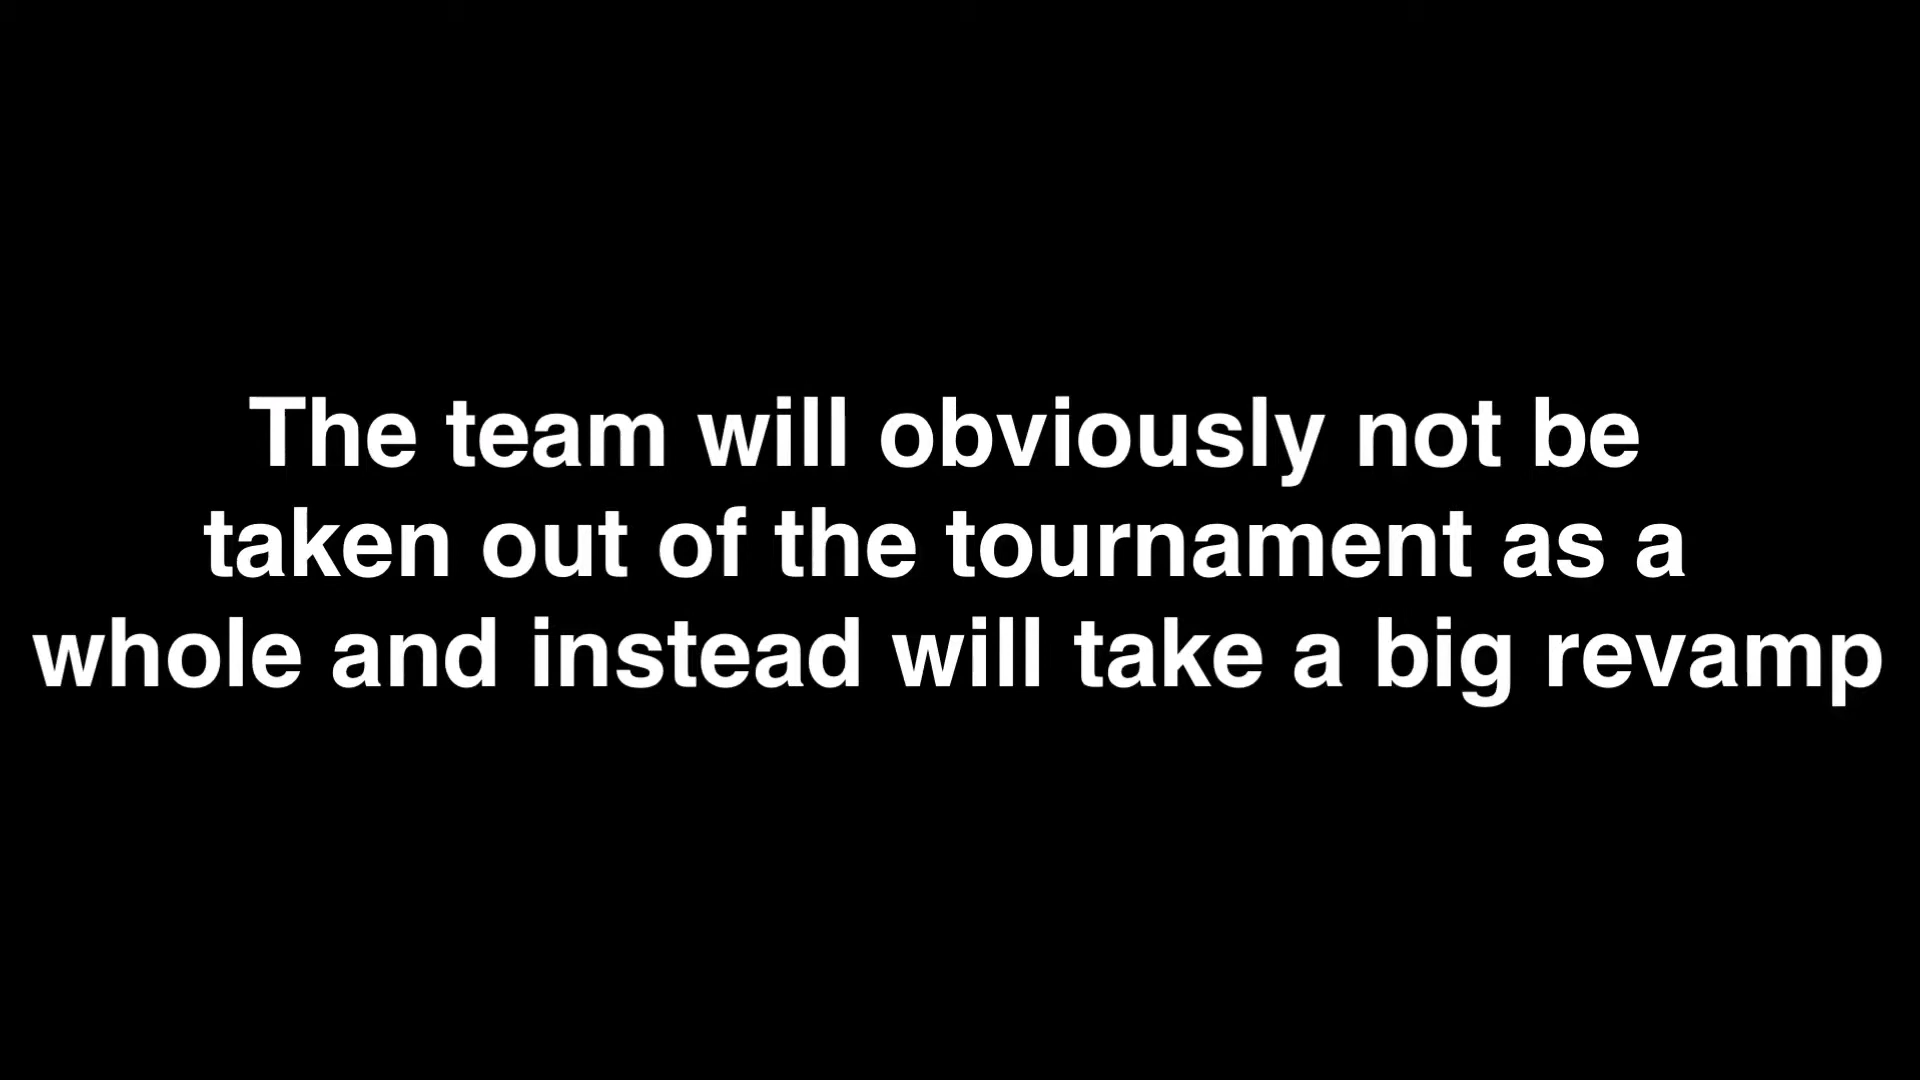 The team will obviously not be
taken out of the tournament as a
whole and instead will take a big revamp